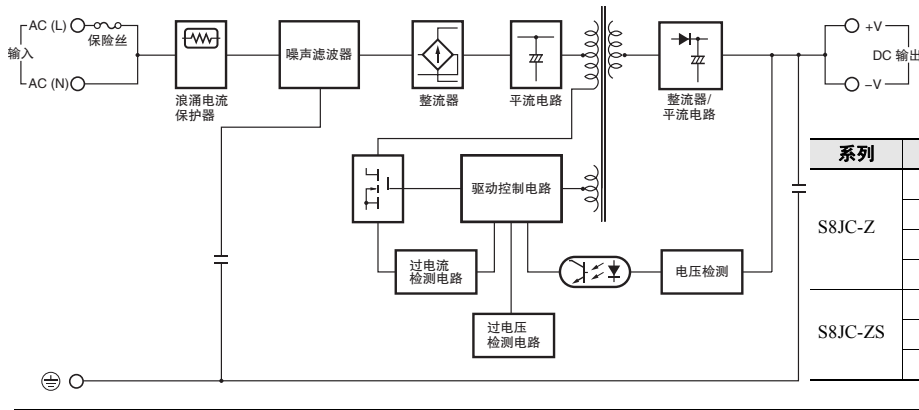 AC (L)
保险丝
输入
AC (N)
浪涌电流
保护器
噪声滤波器
整流器
平流电路
整流器/
平流电路
+V
DC 输出
–V
驱动控制电路
过电流
检测电路
过电压
检测电路
电压检测
系列
S8JC-Z
S8JC-ZS